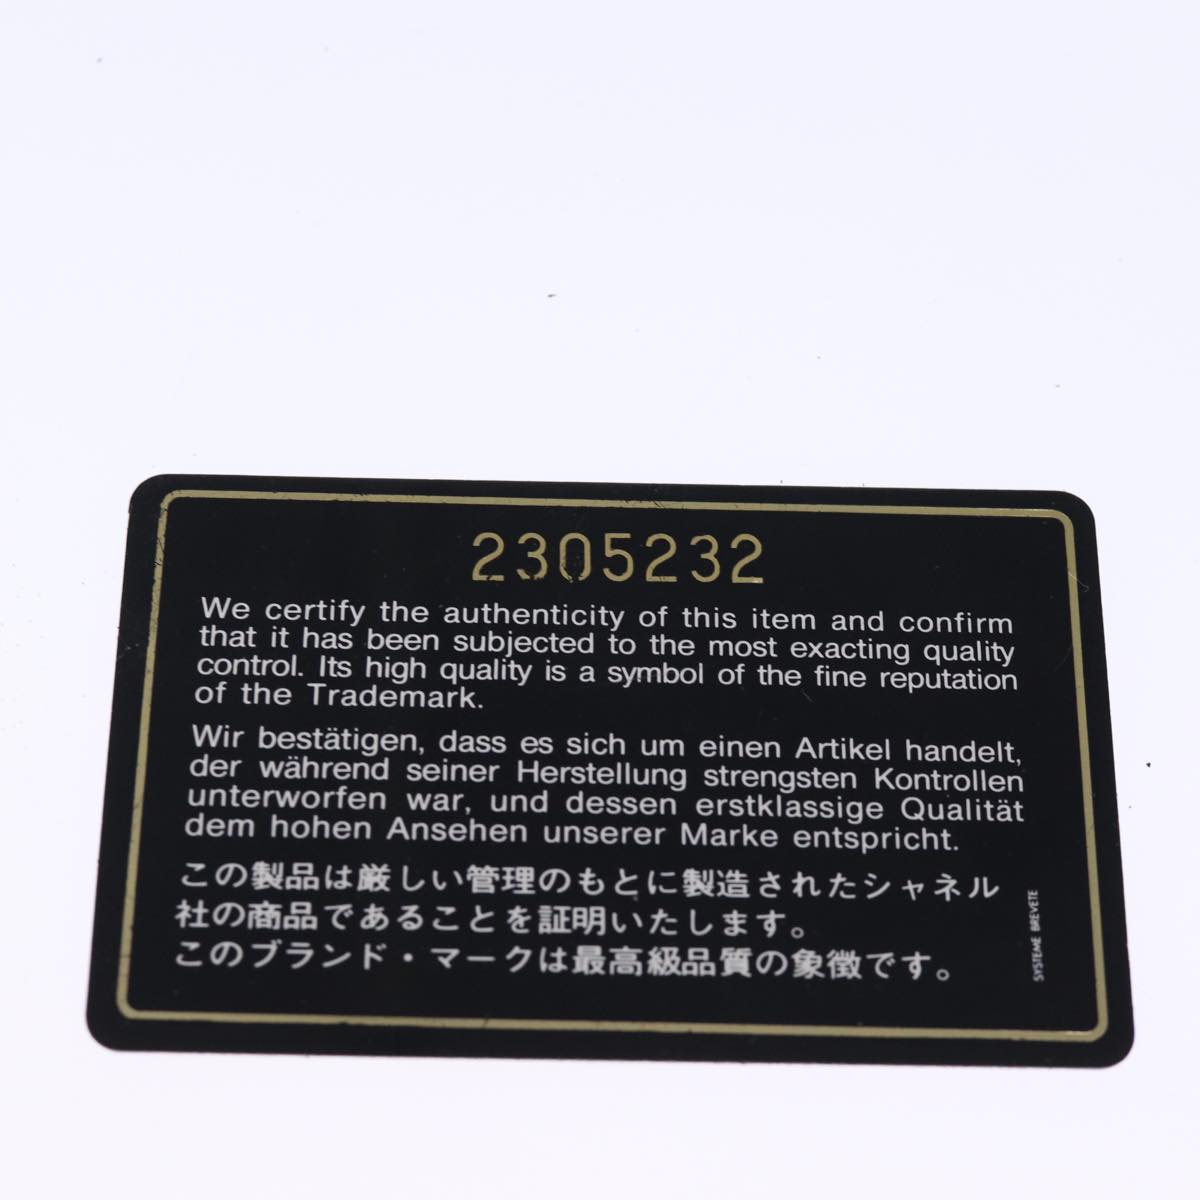 2305232
We certify the authenticity of this item and confirm
that it has been subjected to the most exacting quality
control. Its high quality is a symbol of the fine reputation
of the Trademark.
Wir bestätigen, dass es sich um einen Artikel handelt,
der während seiner Herstellung strengsten Kontrollen
unterworfen war, und dessen erstklassige Qualität
dem hohen Ansehen unserer Marke entspricht.
この製品は厳しい管理のもとに製造されたシャネル
社の商品であることを証明いたします。
このブランド・マークは最高級品質の象徴です。
SYSTEME BREVETE